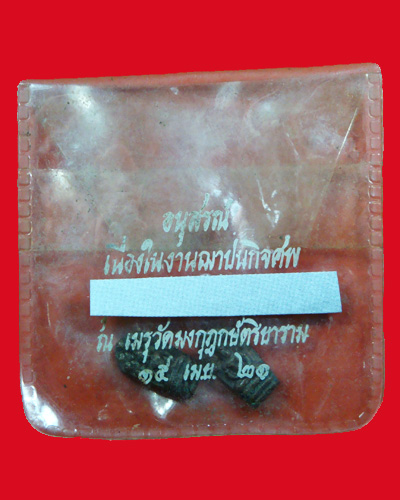 อนุสรณ์
เนื่องในงานฌาปนกิจศพ
ณ เมรุวัดมงกุฎกษัตริยาราม
๑๕ เม.ย. ๒๑